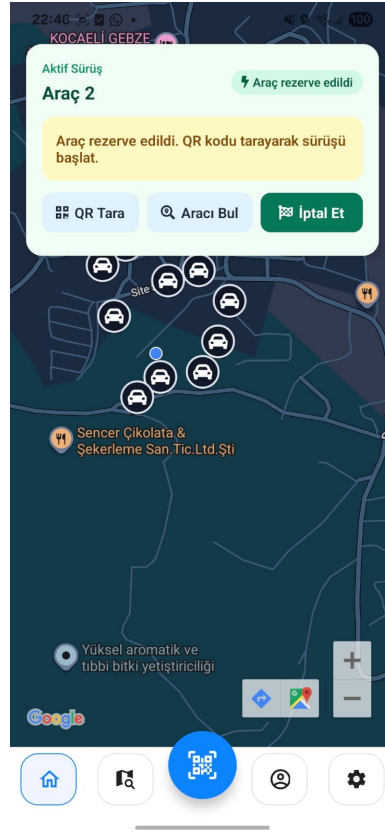 22:46
100
KOCAELİ GEBZE
Aktif Sürüş
Araç 2
Araç rezerve edildi
Araç rezerve edildi. QR kodu tarayarak sürüşü
başlat.
QR Tara
Aracı Bul
İptal Et
Site
Sencer Çikolata &
Şekerleme San.Tic.Ltd.Şti
Yüksel aromatik ve
tıbbi bitki yetiştiriciliği
Google